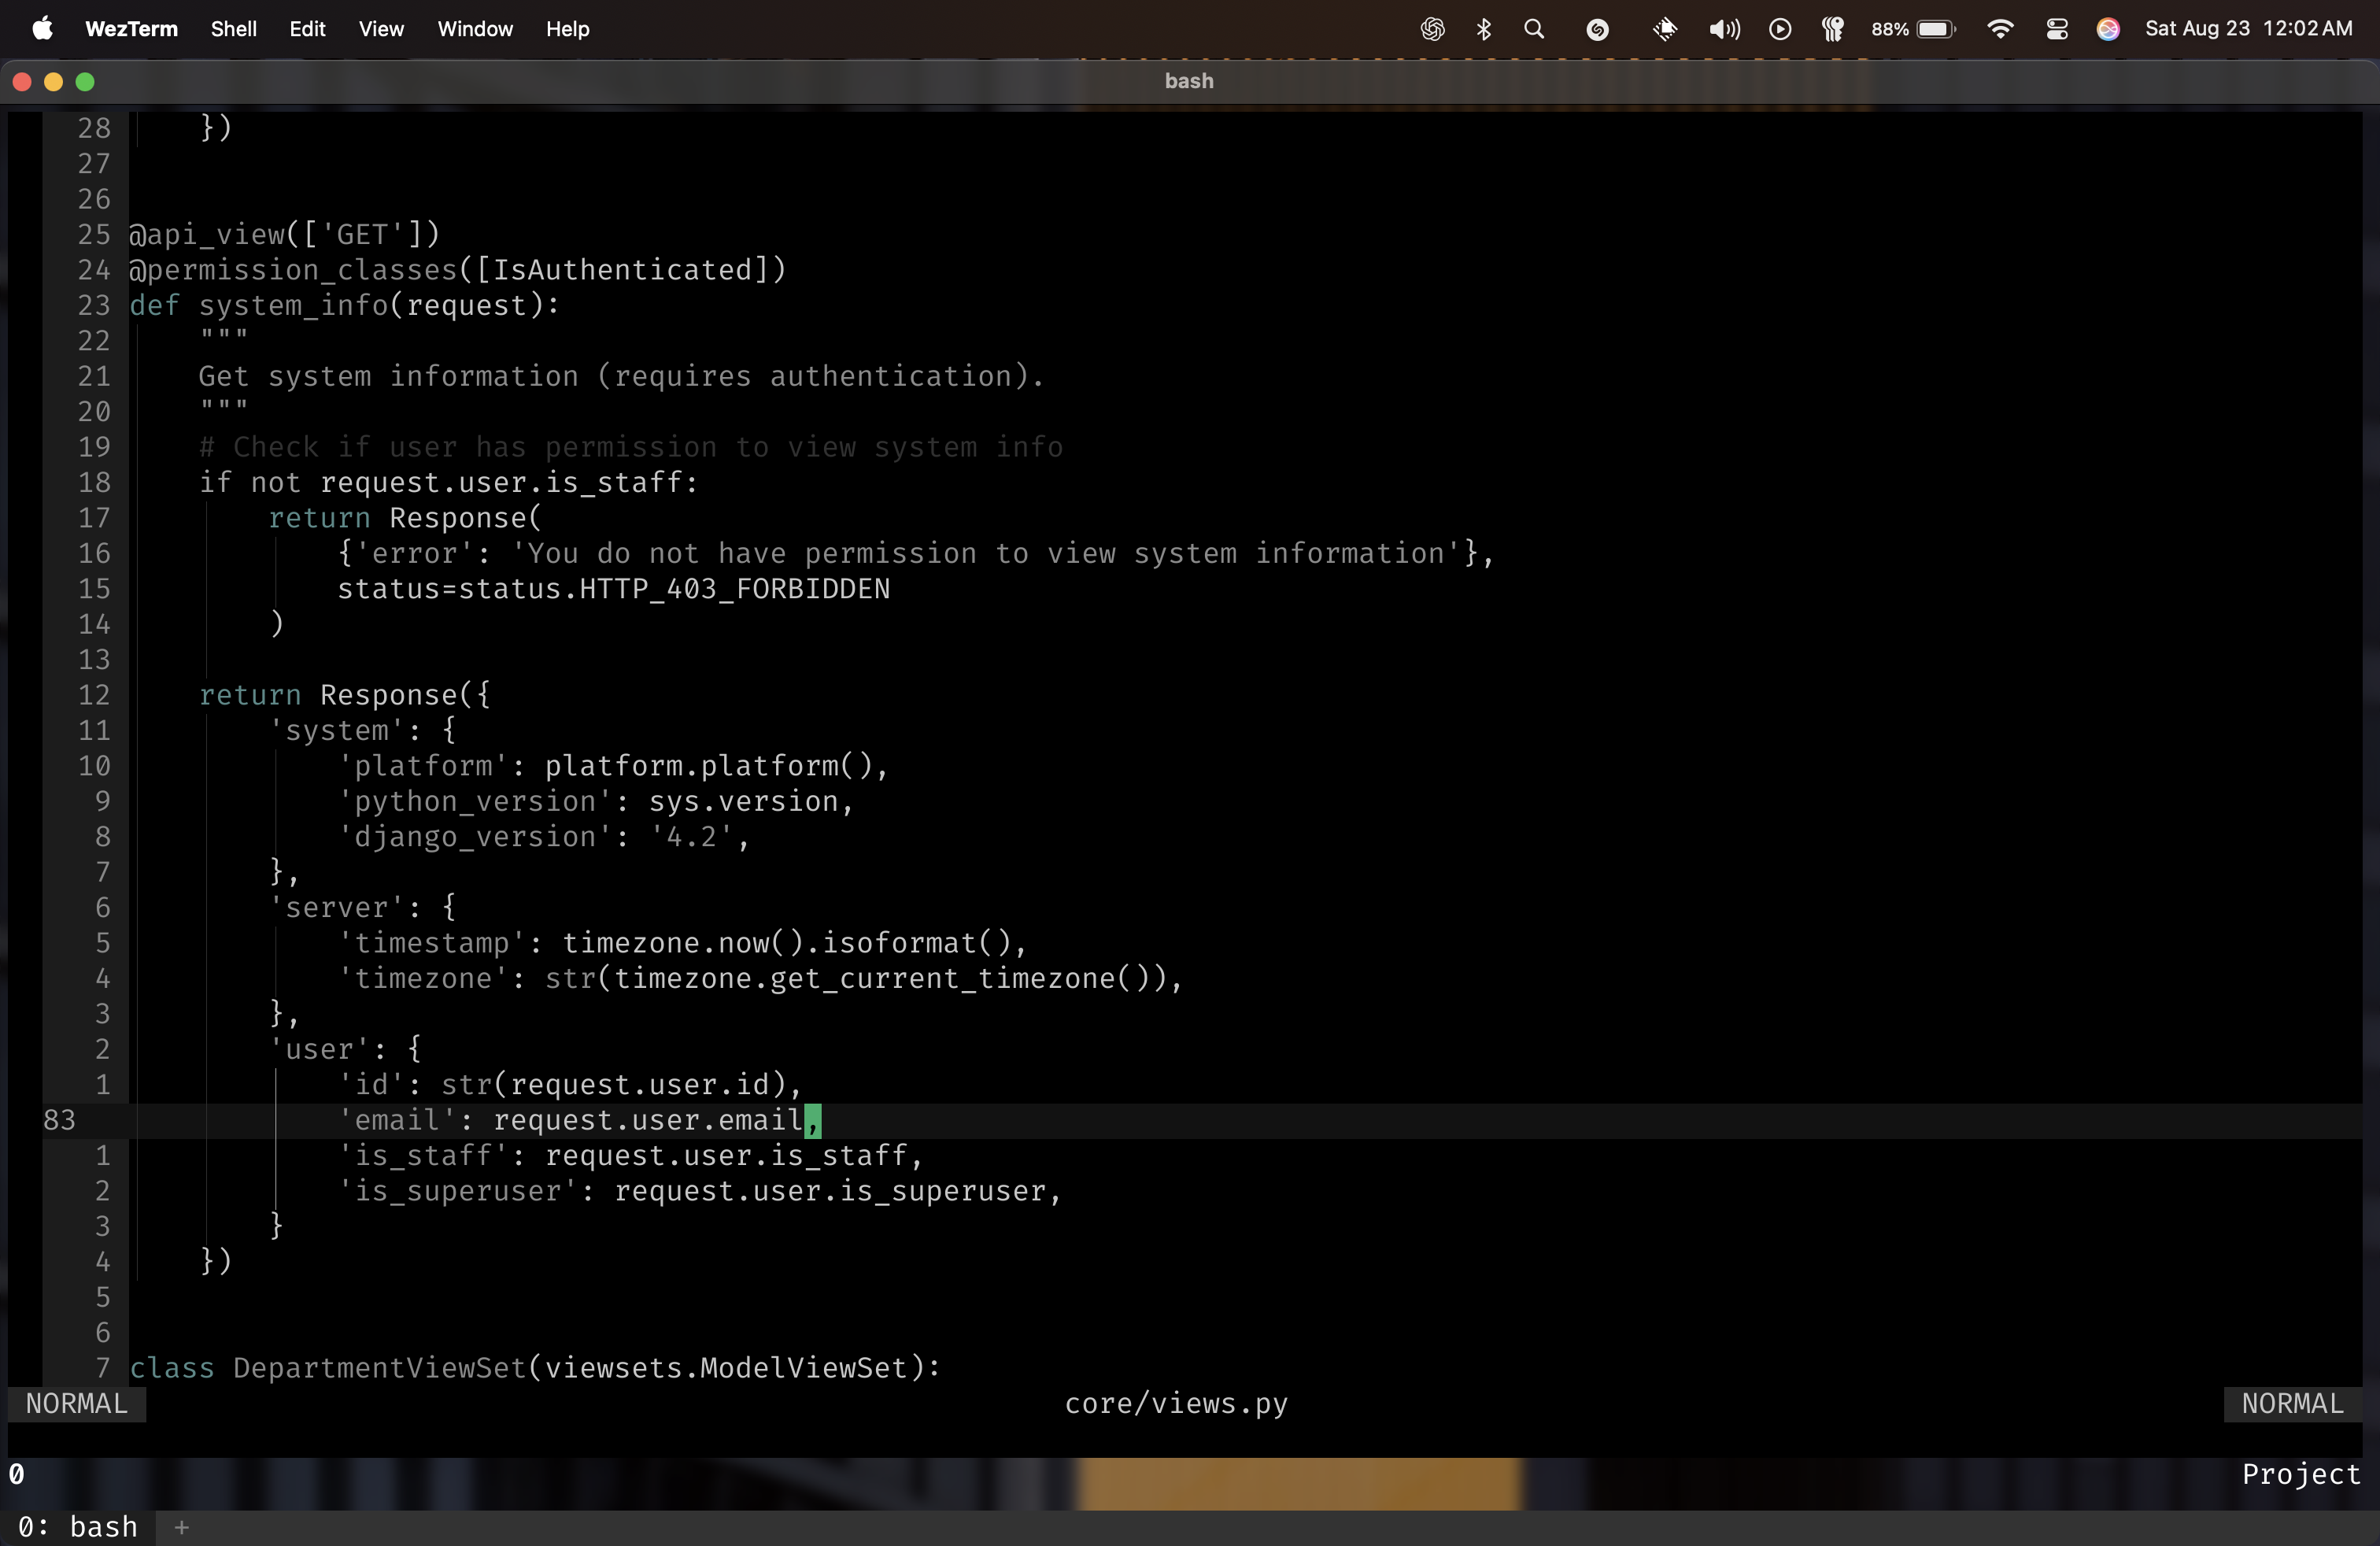 WezTerm Shell Edit View Window Help 88% Sat Aug 23 12:02 AM
bash
28     })
27
26
25 @api_view(['GET'])
24 @permission_classes([IsAuthenticated])
23 def system_info(request):
22     """
21     Get system information (requires authentication).
20     """
19     # Check if user has permission to view system info
18     if not request.user.is_staff:
17         return Response(
16             {'error': 'You do not have permission to view system information'},
15             status=status.HTTP_403_FORBIDDEN
14         )
13
12     return Response({
11         'system': {
10             'platform': platform.platform(),
9             'python_version': sys.version,
8             'django_version': '4.2',
7         },
6         'server': {
5             'timestamp': timezone.now().isoformat(),
4             'timezone': str(timezone.get_current_timezone()),
3         },
2         'user': {
1             'id': str(request.user.id),
83             'email': request.user.email,
1             'is_staff': request.user.is_staff,
2             'is_superuser': request.user.is_superuser,
3         }
4     })
5
6
7 class DepartmentViewSet(viewsets.ModelViewSet):
NORMAL core/views.py NORMAL
0 Project
0: bash +